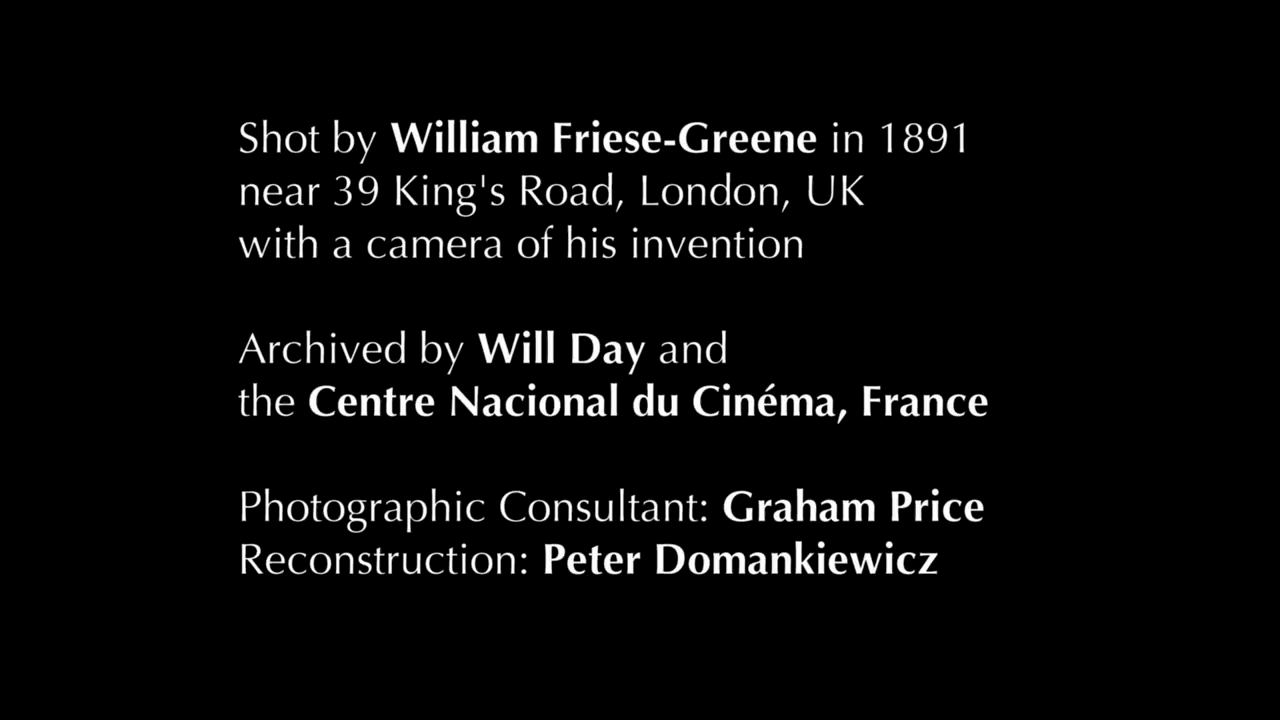 Shot by William Friese-Greene in 1891
near 39 King's Road, London, UK
with a camera of his invention
Archived by Will Day and
the Centre Nacional du Cinéma, France
Photographic Consultant: Graham Price
Reconstruction: Peter Domankiewicz